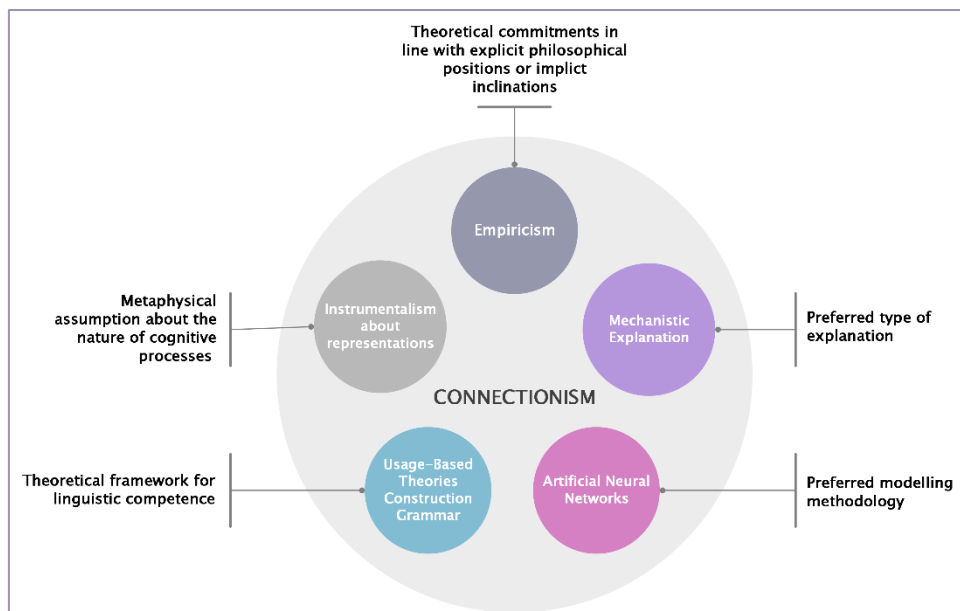 Theoretical commitments in
line with explicit philosophical
positions or implict
inclinations
Empiricism
Instrumentalism
about
representations
Metaphysical
assumption about the
nature of cognitive
processes
Mechanistic
Explanation
Preferred type of
explanation
CONNECTIONISM
Usage-Based
Theories
Construction
Grammar
Theoretical framework for
linguistic competence
Artificial Neural
Networks
Preferred modelling
methodology